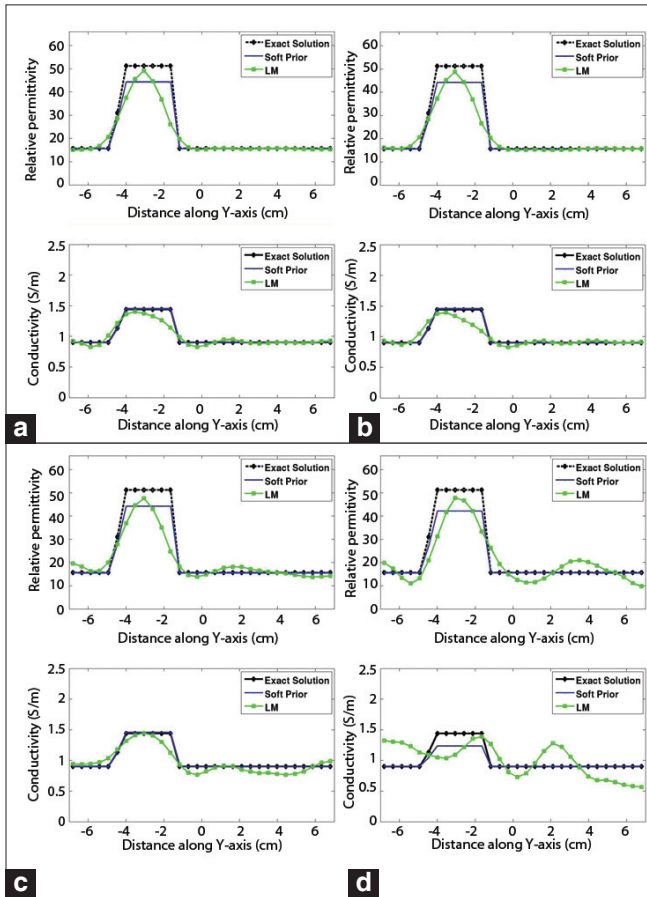 Relative permittivity
60
50
40
30
20
10
0
Exact Solution
Soft Prior
LM
-6 -4 -2 0 2 4 6
Distance along Y-axis (cm)
Conductivity (S/m)
2.5
2
1.5
1
0.5
0
Exact Solution
Soft Prior
LM
-6 -4 -2 0 2 4 6
Distance along Y-axis (cm)
a
Relative permittivity
60
50
40
30
20
10
0
Exact Solution
Soft Prior
LM
-6 -4 -2 0 2 4 6
Distance along Y-axis (cm)
Conductivity (S/m)
2.5
2
1.5
1
0.5
0
Exact Solution
Soft Prior
LM
-6 -4 -2 0 2 4 6
Distance along Y-axis (cm)
b
Relative permittivity
60
50
40
30
20
10
0
Exact Solution
Soft Prior
LM
-6 -4 -2 0 2 4 6
Distance along Y-axis (cm)
Conductivity (S/m)
2.5
2
1.5
1
0.5
0
Exact Solution
Soft Prior
LM
-6 -4 -2 0 2 4 6
Distance along Y-axis (cm)
c
Relative permittivity
60
50
40
30
20
10
0
Exact Solution
Soft Prior
LM
-6 -4 -2 0 2 4 6
Distance along Y-axis (cm)
Conductivity (S/m)
2.5
2
1.5
1
0.5
0
Exact Solution
Soft Prior
LM
-6 -4 -2 0 2 4 6
Distance along Y-axis (cm)
d